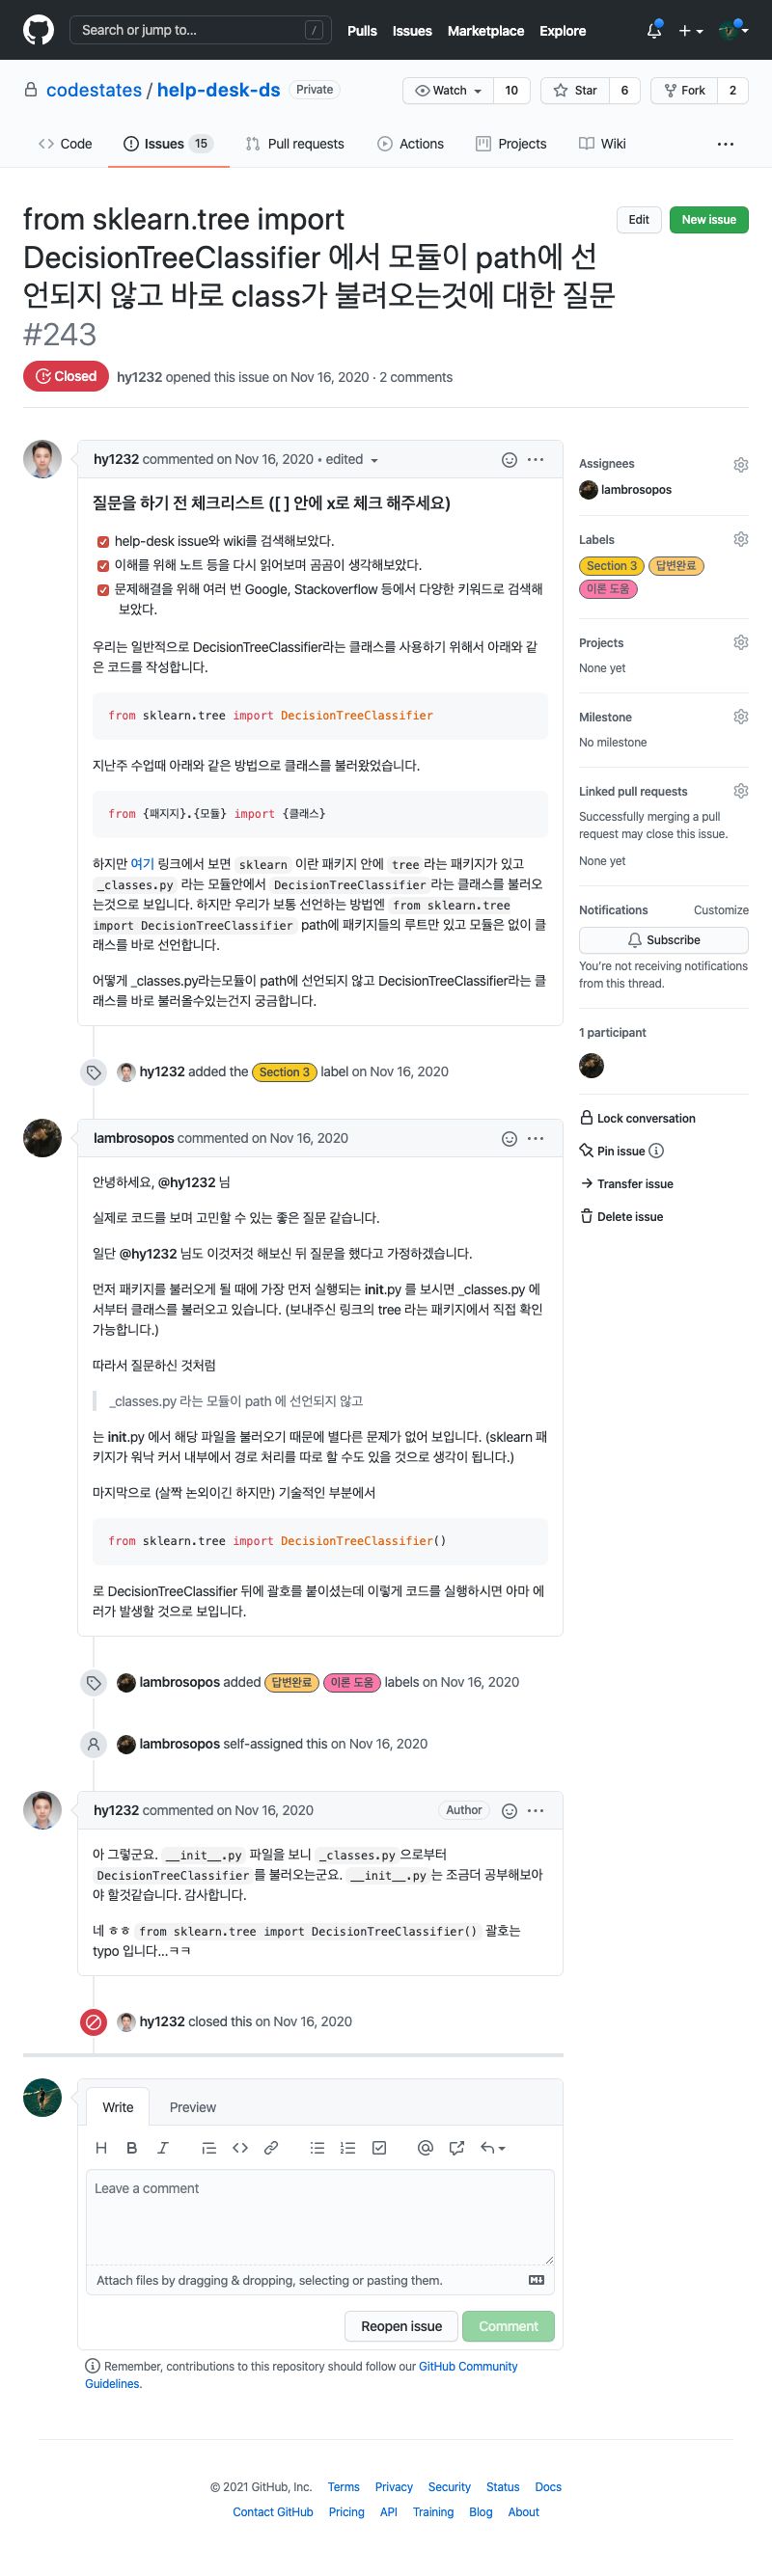 Search or jump to...
/
Pulls Issues Marketplace Explore
codestates / help-desk-ds Private
Watch 10 Star 6 Fork 2
Code Issues 15 Pull requests Actions Projects Wiki
from sklearn.tree import
DecisionTreeClassifier 에서 모듈이 path에 선
언되지 않고 바로 class가 불려오는것에 대한 질문
#243
Edit New issue
Closed hy1232 opened this issue on Nov 16, 2020 · 2 comments
hy1232 commented on Nov 16, 2020 • edited
질문을 하기 전 체크리스트 ([ ] 안에 x로 체크 해주세요)
help-desk issue와 wiki를 검색해보았다.
이해를 위해 노트 등을 다시 읽어보며 곰곰이 생각해보았다.
문제해결을 위해 여러 번 Google, Stackoverflow 등에서 다양한 키워드로 검색해
보았다.
우리는 일반적으로 DecisionTreeClassifier라는 클래스를 사용하기 위해서 아래와 같
은 코드를 작성합니다.
from sklearn.tree import DecisionTreeClassifier
지난주 수업때 아래와 같은 방법으로 클래스를 불러왔었습니다.
from {패지지}.{모듈} import {클래스}
하지만 여기 링크에서 보면 sklearn 이란 패키지 안에 tree 라는 패키지가 있고
_classes.py 라는 모듈안에서 DecisionTreeClassifier 라는 클래스를 불러오
는것으로 보입니다. 하지만 우리가 보통 선언하는 방법엔 from sklearn.tree
import DecisionTreeClassifier path에 패키지들의 루트만 있고 모듈은 없이 클
래스를 바로 선언합니다.
어떻게 _classes.py라는모듈이 path에 선언되지 않고 DecisionTreeClassifier라는 클
래스를 바로 불러올수있는건지 궁금합니다.
hy1232 added the Section 3 label on Nov 16, 2020
lambrosopos commented on Nov 16, 2020
안녕하세요, @hy1232 님
실제로 코드를 보며 고민할 수 있는 좋은 질문 같습니다.
일단 @hy1232 님도 이것저것 해보신 뒤 질문을 했다고 가정하겠습니다.
먼저 패키지를 불러오게 될 때에 가장 먼저 실행되는 init.py 를 보시면 _classes.py 에
서부터 클래스를 불러오고 있습니다. (보내주신 링크의 tree 라는 패키지에서 직접 확인
가능합니다.)
따라서 질문하신 것처럼
_classes.py 라는 모듈이 path 에 선언되지 않고
는 init.py 에서 해당 파일을 불러오기 때문에 별다른 문제가 없어 보입니다. (sklearn 패
키지가 워낙 커서 내부에서 경로 처리를 따로 할 수도 있을 것으로 생각이 됩니다.)
마지막으로 (살짝 논외이긴 하지만) 기술적인 부분에서
from sklearn.tree import DecisionTreeClassifier()
로 DecisionTreeClassifier 뒤에 괄호를 붙이셨는데 이렇게 코드를 실행하시면 아마 에
러가 발생할 것으로 보입니다.
lambrosopos added 답변완료 이론 도움 labels on Nov 16, 2020
lambrosopos self-assigned this on Nov 16, 2020
hy1232 commented on Nov 16, 2020 Author
아 그렇군요. __init__.py 파일을 보니 _classes.py 으로부터
DecisionTreeClassifier 를 불러오는군요. __init__.py 는 조금더 공부해보아
야 할것같습니다. 감사합니다.
네 ㅎㅎ from sklearn.tree import DecisionTreeClassifier() 괄호는
typo 입니다...ㅋㅋ
hy1232 closed this on Nov 16, 2020
Write Preview
Leave a comment
Attach files by dragging & dropping, selecting or pasting them.
Reopen issue Comment
Remember, contributions to this repository should follow our GitHub Community
Guidelines.
Assignees
lambrosopos
Labels
Section 3 답변완료
이론 도움
Projects
None yet
Milestone
No milestone
Linked pull requests
Successfully merging a pull
request may close this issue.
None yet
Notifications Customize
Subscribe
You're not receiving notifications
from this thread.
1 participant
Lock conversation
Pin issue
Transfer issue
Delete issue
© 2021 GitHub, Inc. Terms Privacy Security Status Docs
Contact GitHub Pricing API Training Blog About